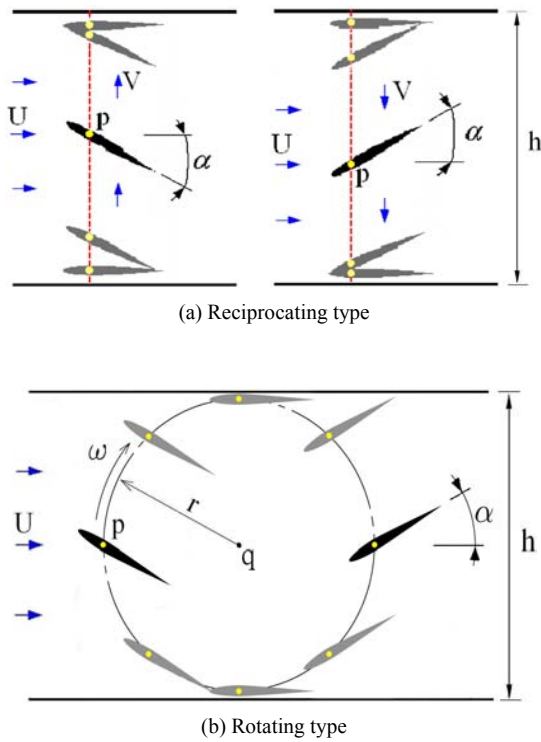 V
V
U
p
α
U
p
α
h
(a) Reciprocating type
ω
r
U
p
q
α
h
(b) Rotating type